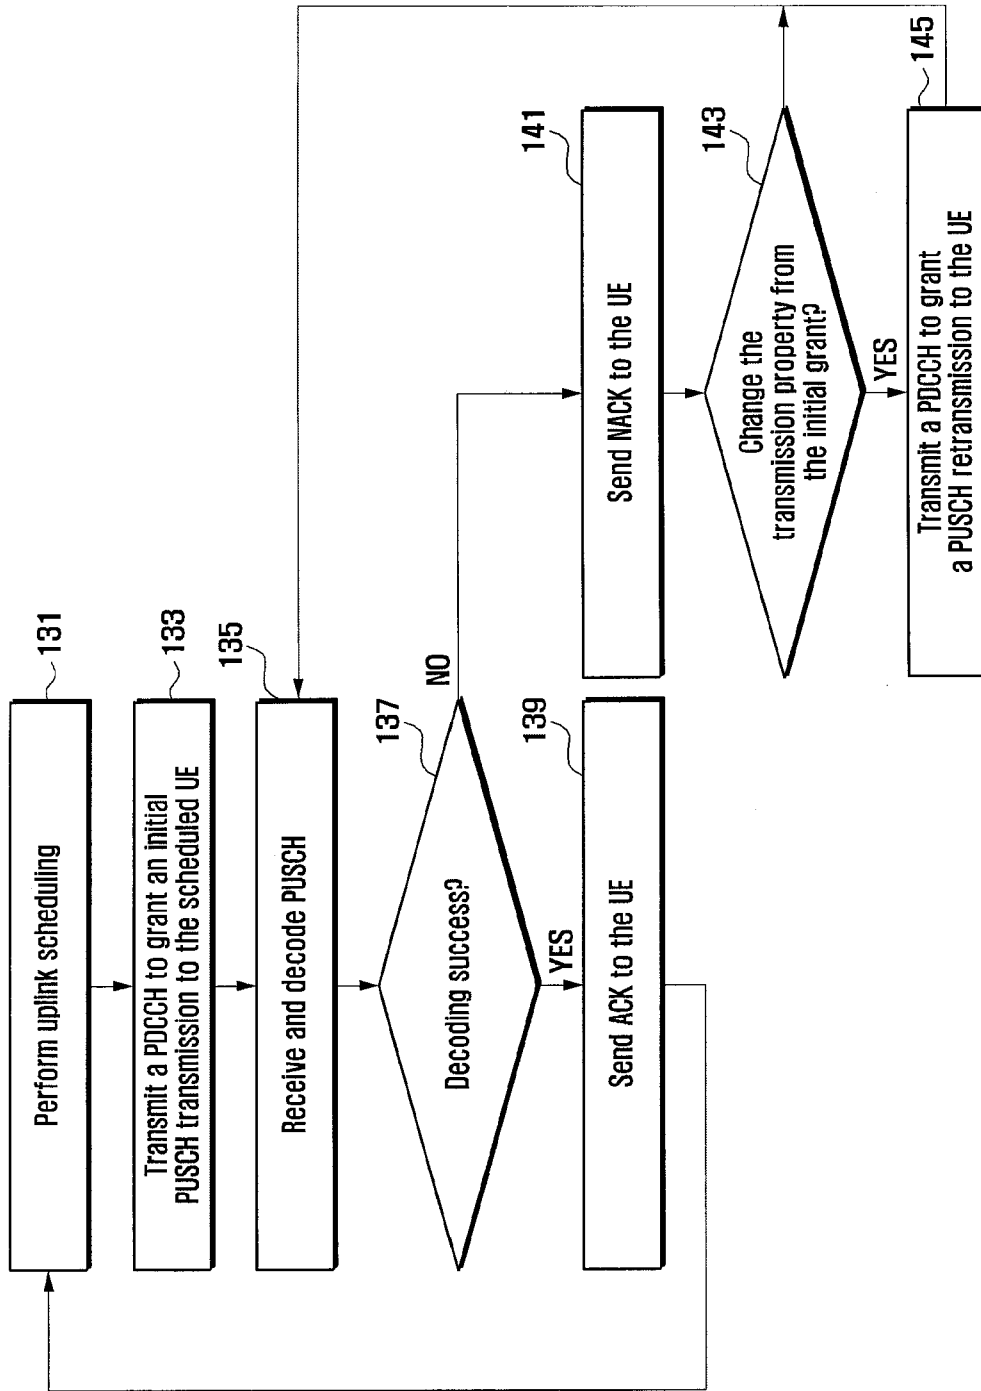 131
Perform uplink scheduling
133
Transmit a PDCCH to grant an initial
PUSCH transmission to the scheduled UE
135
Receive and decode PUSCH
137
Decoding success?
NO
YES
139
Send ACK to the UE
141
Send NACK to the UE
143
Change the
transmission property from
the initial grant?
YES
145
Transmit a PDCCH to grant
a PUSCH retransmission to the UE